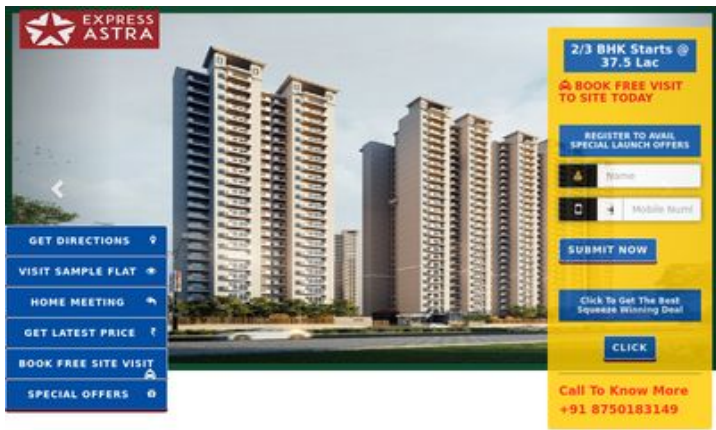 EXPRESS
ASTRA
GET DIRECTIONS
VISIT SAMPLE FLAT
HOME MEETING
GET LATEST PRICE ₹
BOOK FREE SITE VISIT
SPECIAL OFFERS
2/3 BHK Starts @
37.5 Lac
BOOK FREE VISIT
TO SITE TODAY
REGISTER TO AVAIL
SPECIAL LAUNCH OFFERS
Name
Mobile Numl
SUBMIT NOW
Click To Get The Best
Squeeze Winning Deal
CLICK
Call To Know More
+91 8750183149